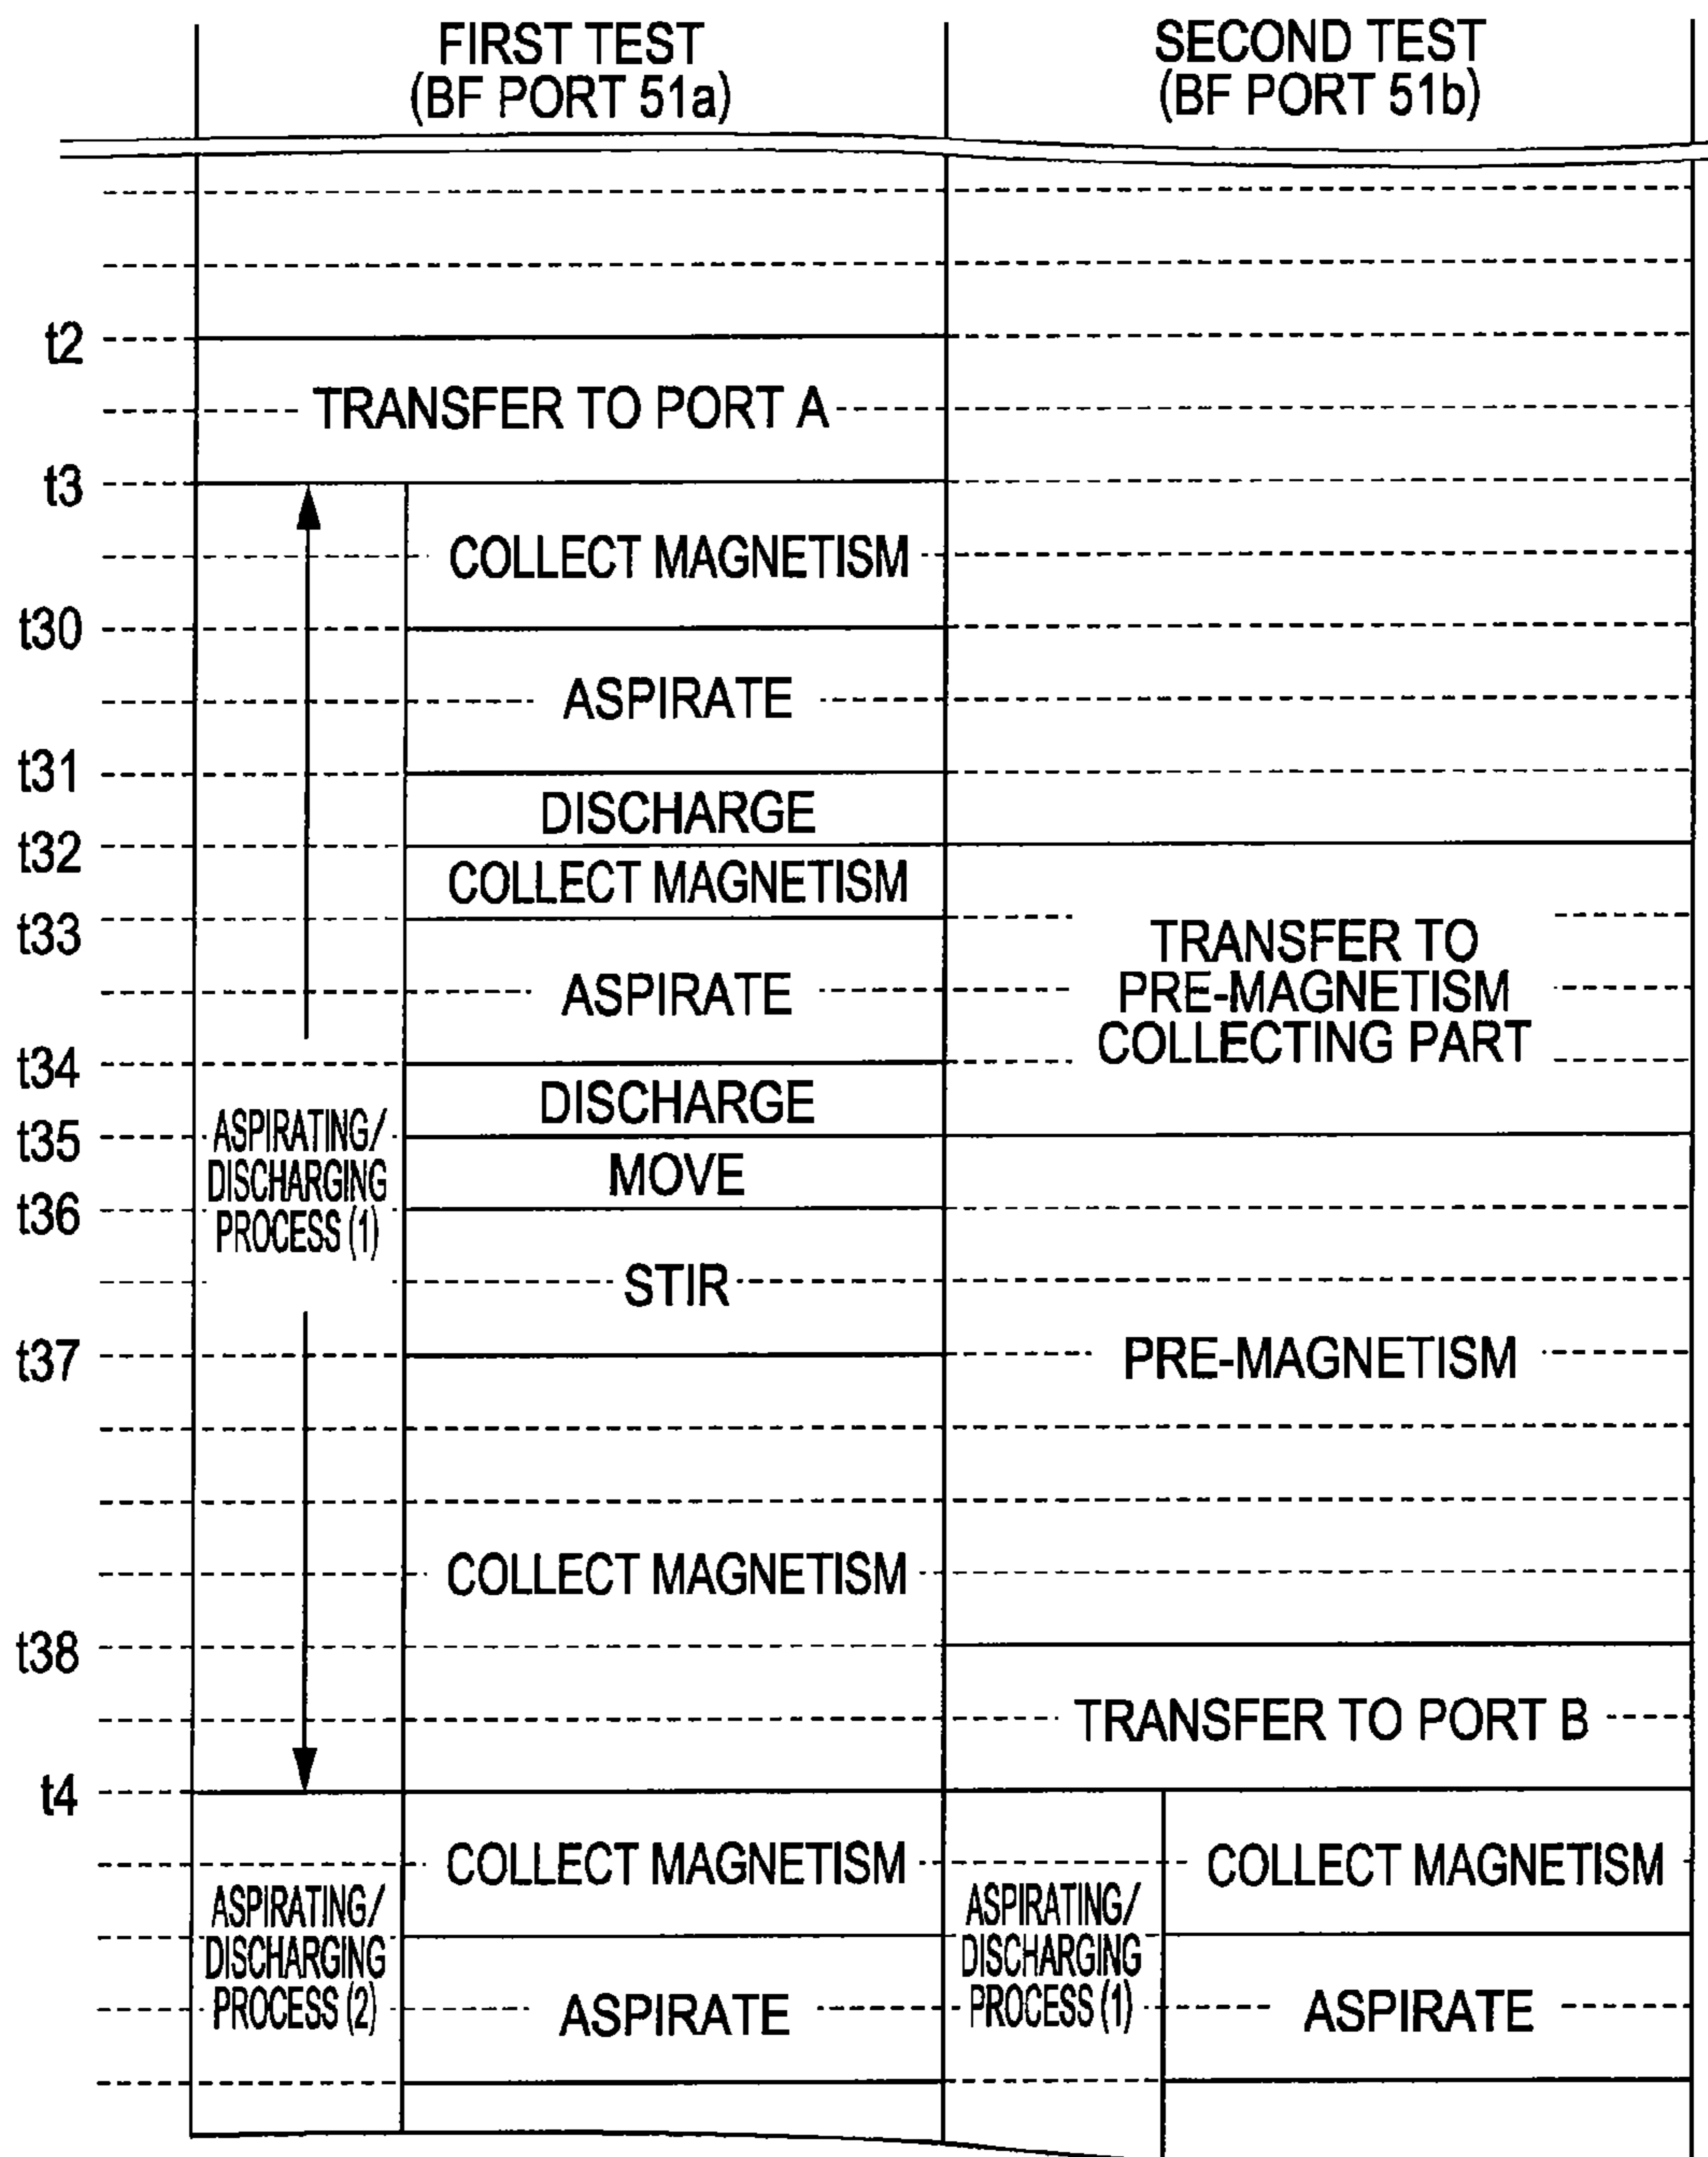 FIRST TEST
(BF PORT 51a)
SECOND TEST
(BF PORT 51b)
t2
TRANSFER TO PORT A
t3
COLLECT MAGNETISM
t30
ASPIRATE
t31
DISCHARGE
t32
COLLECT MAGNETISM
t33
TRANSFER TO
PRE-MAGNETISM
COLLECTING PART
ASPIRATE
t34
DISCHARGE
t35
ASPIRATING/
DISCHARGING
PROCESS (1)
MOVE
t36
STIR
t37
PRE-MAGNETISM
COLLECT MAGNETISM
t38
TRANSFER TO PORT B
t4
COLLECT MAGNETISM
COLLECT MAGNETISM
ASPIRATING/
DISCHARGING
PROCESS (2)
ASPIRATE
ASPIRATING/
DISCHARGING
PROCESS (1)
ASPIRATE